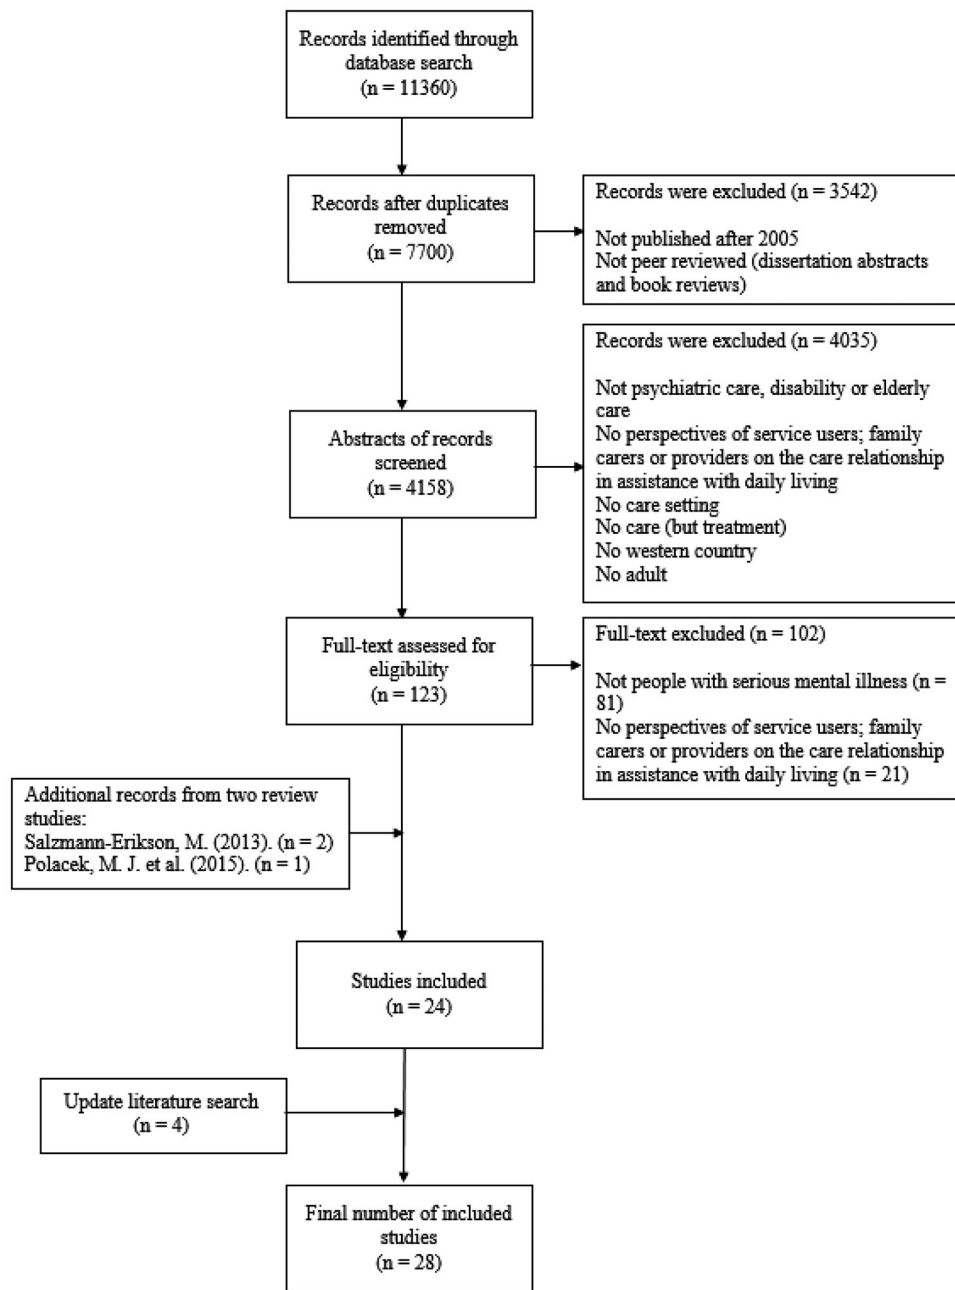 Records identified through
database search
(n = 11360)
Records after duplicates
removed
(n = 7700)
Records were excluded (n = 3542)
Not published after 2005
Not peer reviewed (dissertation abstracts
and book reviews)
Abstracts of records
screened
(n = 4158)
Records were excluded (n = 4035)
Not psychiatric care, disability or elderly
care
No perspectives of service users; family
carers or providers on the care relationship
in assistance with daily living
No care setting
No care (but treatment)
No western country
No adult
Full-text assessed for
eligibility
(n = 123)
Full-text excluded (n = 102)
Not people with serious mental illness (n =
81)
No perspectives of service users; family
carers or providers on the care relationship
in assistance with daily living (n = 21)
Additional records from two review
studies:
Salzmann-Erikson, M. (2013). (n = 2)
Polacek, M. J. et al. (2015). (n = 1)
Studies included
(n = 24)
Update literature search
(n = 4)
Final number of included
studies
(n = 28)